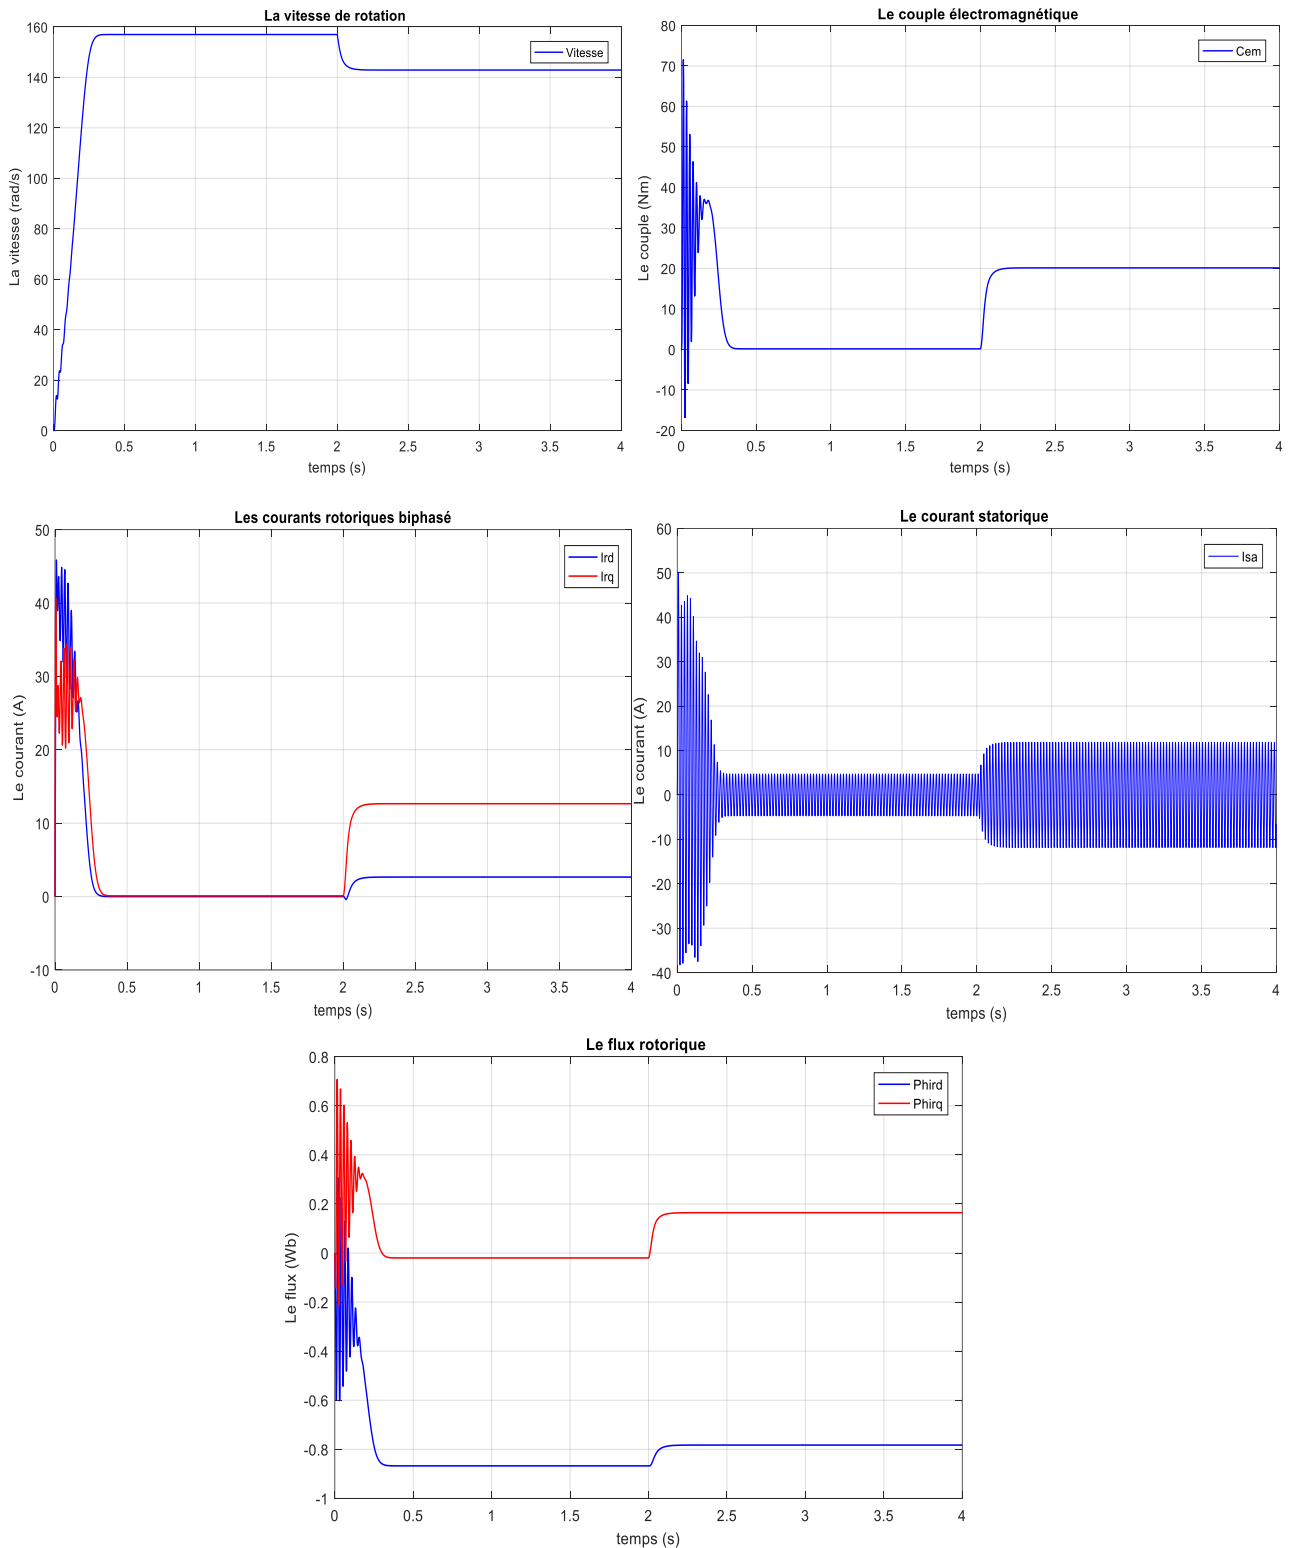 La vitesse de rotation
160
140
120
100
80
60
40
20
0
La vitesse (rad/s)
Vitesse
0 0.5 1 1.5 2 2.5 3 3.5 4
temps (s)
Le couple électromagnétique
80
70
60
50
40
30
20
10
0
-10
-20
Le couple (Nm)
Cem
0 0.5 1 1.5 2 2.5 3 3.5 4
temps (s)
Les courants rotoriques biphasé
50
40
30
20
10
0
-10
Le courant (A)
Ird
Irq
0 0.5 1 1.5 2 2.5 3 3.5 4
temps (s)
Le courant statorique
60
50
40
30
20
10
0
-10
-20
-30
-40
Le courant (A)
Isa
0 0.5 1 1.5 2 2.5 3 3.5 4
temps (s)
Le flux rotorique
0.8
0.6
0.4
0.2
0
-0.2
-0.4
-0.6
-0.8
-1
Le flux (Wb)
Phird
Phirq
0 0.5 1 1.5 2 2.5 3 3.5 4
temps (s)